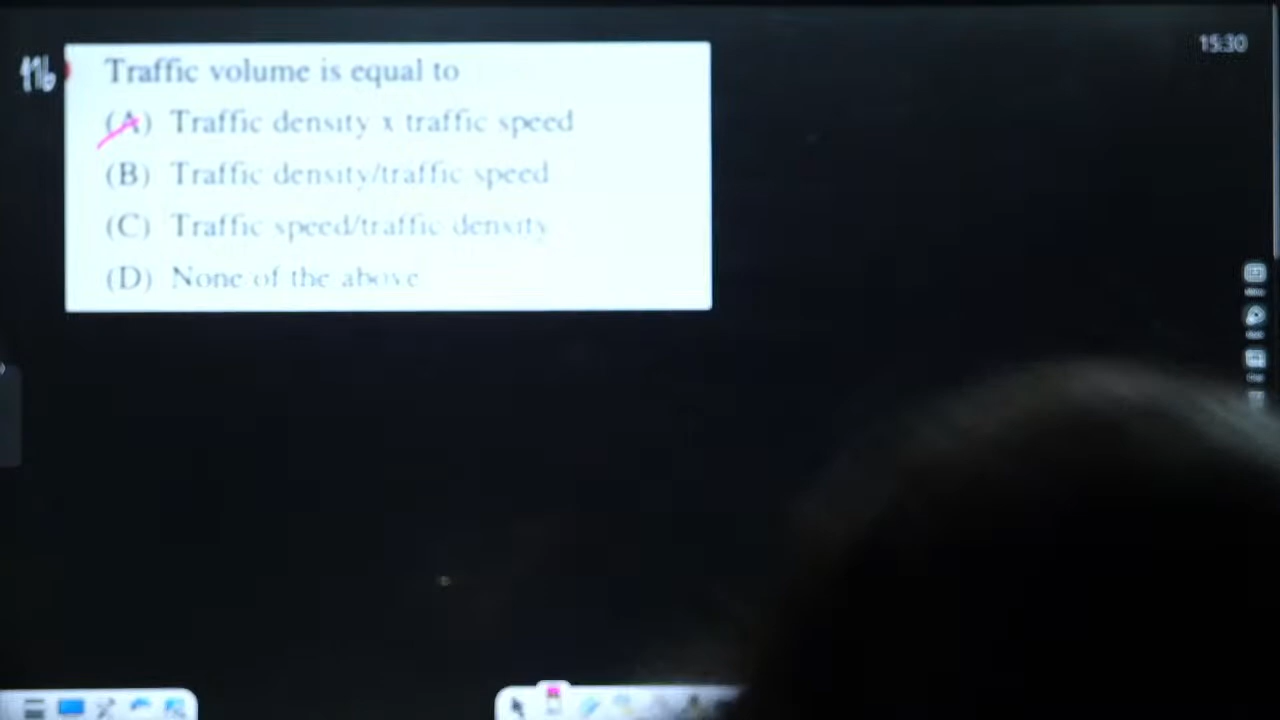 116
15:30
Traffic volume is equal to
(A) Traffic density x traffic speed
(B) Traffic density/traffic speed
(C) Traffic speed/traffic density
(D) None of the above